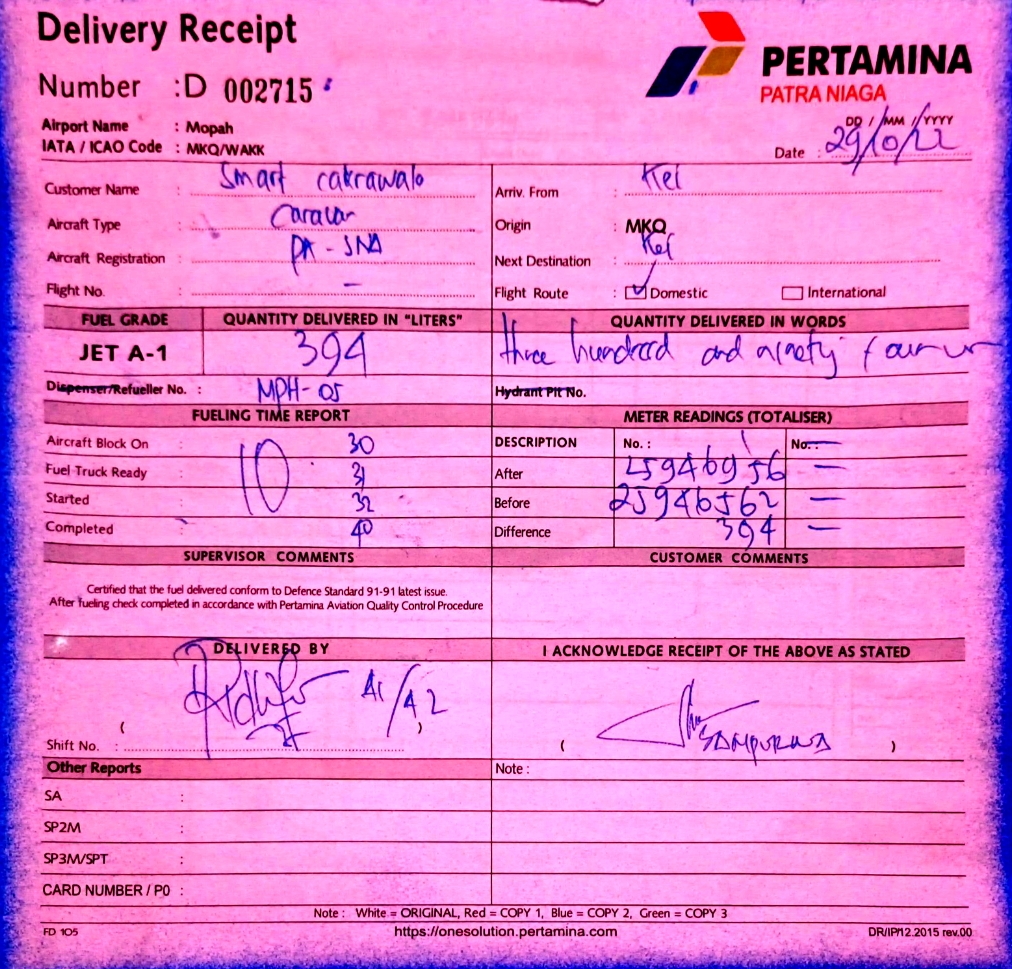 Delivery Receipt
PERTAMINA
PATRA NIAGA
Number : D 002715
Airport Name : Mopah
IATA / ICAO Code : MKQ/WAKK
DD / MM / YYYY
Date : 29/10/22
Customer Name : Smart cakrawalo
Arriv. From : Kei
Aircraft Type : Caravan
Origin : MKQ
Aircraft Registration : PK - SNA
Next Destination : Kei
Flight No. : -
Flight Route : Domestic International
FUEL GRADE QUANTITY DELIVERED IN "LITERS" QUANTITY DELIVERED IN WORDS
JET A-1 394 three hundred and ninety four
Dispenser/Refueller No. : MPH-05
Hydrant Pit No.
FUELING TIME REPORT METER READINGS (TOTALISER)
Aircraft Block On 10 30
DESCRIPTION No. : 1 No. : —
Fuel Truck Ready 31
After 25946956 —
Started 32
Before 25946562 —
Completed 40
Difference 394 —
SUPERVISOR COMMENTS CUSTOMER COMMENTS
Certified that the fuel delivered conform to Defence Standard 91-91 latest issue.
After fueling check completed in accordance with Pertamina Aviation Quality Control Procedure
DELIVERED BY I ACKNOWLEDGE RECEIPT OF THE ABOVE AS STATED
A1/A2
SAMPURNA
( )
( )
Shift No. :
Other Reports Note :
SA :
SP2M :
SP3M/SPT :
CARD NUMBER / PO :
Note : White = ORIGINAL, Red = COPY 1, Blue = COPY 2, Green = COPY 3
FD 105 https://onesolution.pertamina.com DR/IPM2.2015 rev.00